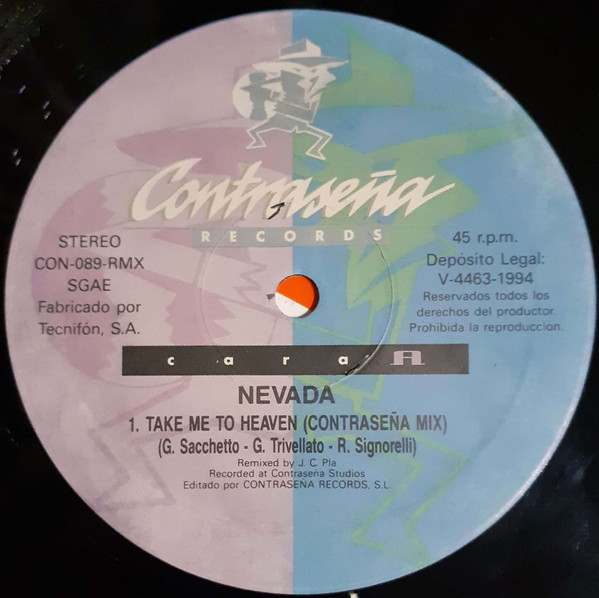 Contraseña
RECORDS
STEREO
CON-089-RMX
SGAE
Fabricado por
Tecnifón, S.A.
45 r.p.m.
Depósito Legal:
V-4463-1994
Reservados todos los
derechos del productor.
Prohibida la reproduccion.
cara A
NEVADA
1. TAKE ME TO HEAVEN (CONTRASEÑA MIX)
(G. Sacchetto - G. Trivellato - R. Signorelli)
Remixed by J. C. Pla
Recorded at Contraseña Studios
Editado por CONTRASEÑA RECORDS, S.L.